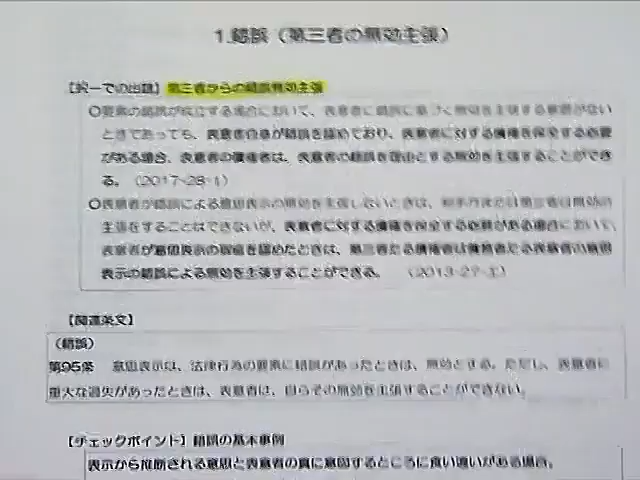 1.錯誤（第三者の無効主張）
【択一での出題】第三者からの錯誤無効主張
〇要素の錯誤が成立する場合において、表意者に錯誤に基づく無効を主張する意思がない
ときであっても、表意者自身が錯誤を認めており、表意者に対する債権を保全する必要
がある場合、表意者の債権者は、表意者の錯誤を理由とする無効を主張することができ
る。（2017-28-1）
〇表意者が錯誤による意思表示の無効を主張しないときは、相手方または第三者は無効の
主張をすることはできないが、表意者に対する債権を保全する必要がある場合において、
表意者が意思表示の瑕疵を認めたときは、第三者たる債権者は債務者たる表意者の意思
表示の錯誤による無効を主張することができる。（2013-27-エ）
【関連条文】
（錯誤）
第95条　意思表示は、法律行為の要素に錯誤があったときは、無効とする。ただし、表意者に
重大な過失があったときは、表意者は、自らその無効を主張することができない。
【チェックポイント】錯誤の基本事例
表示から推断される意思と表意者の真に意図するところに食い違いがある場合。